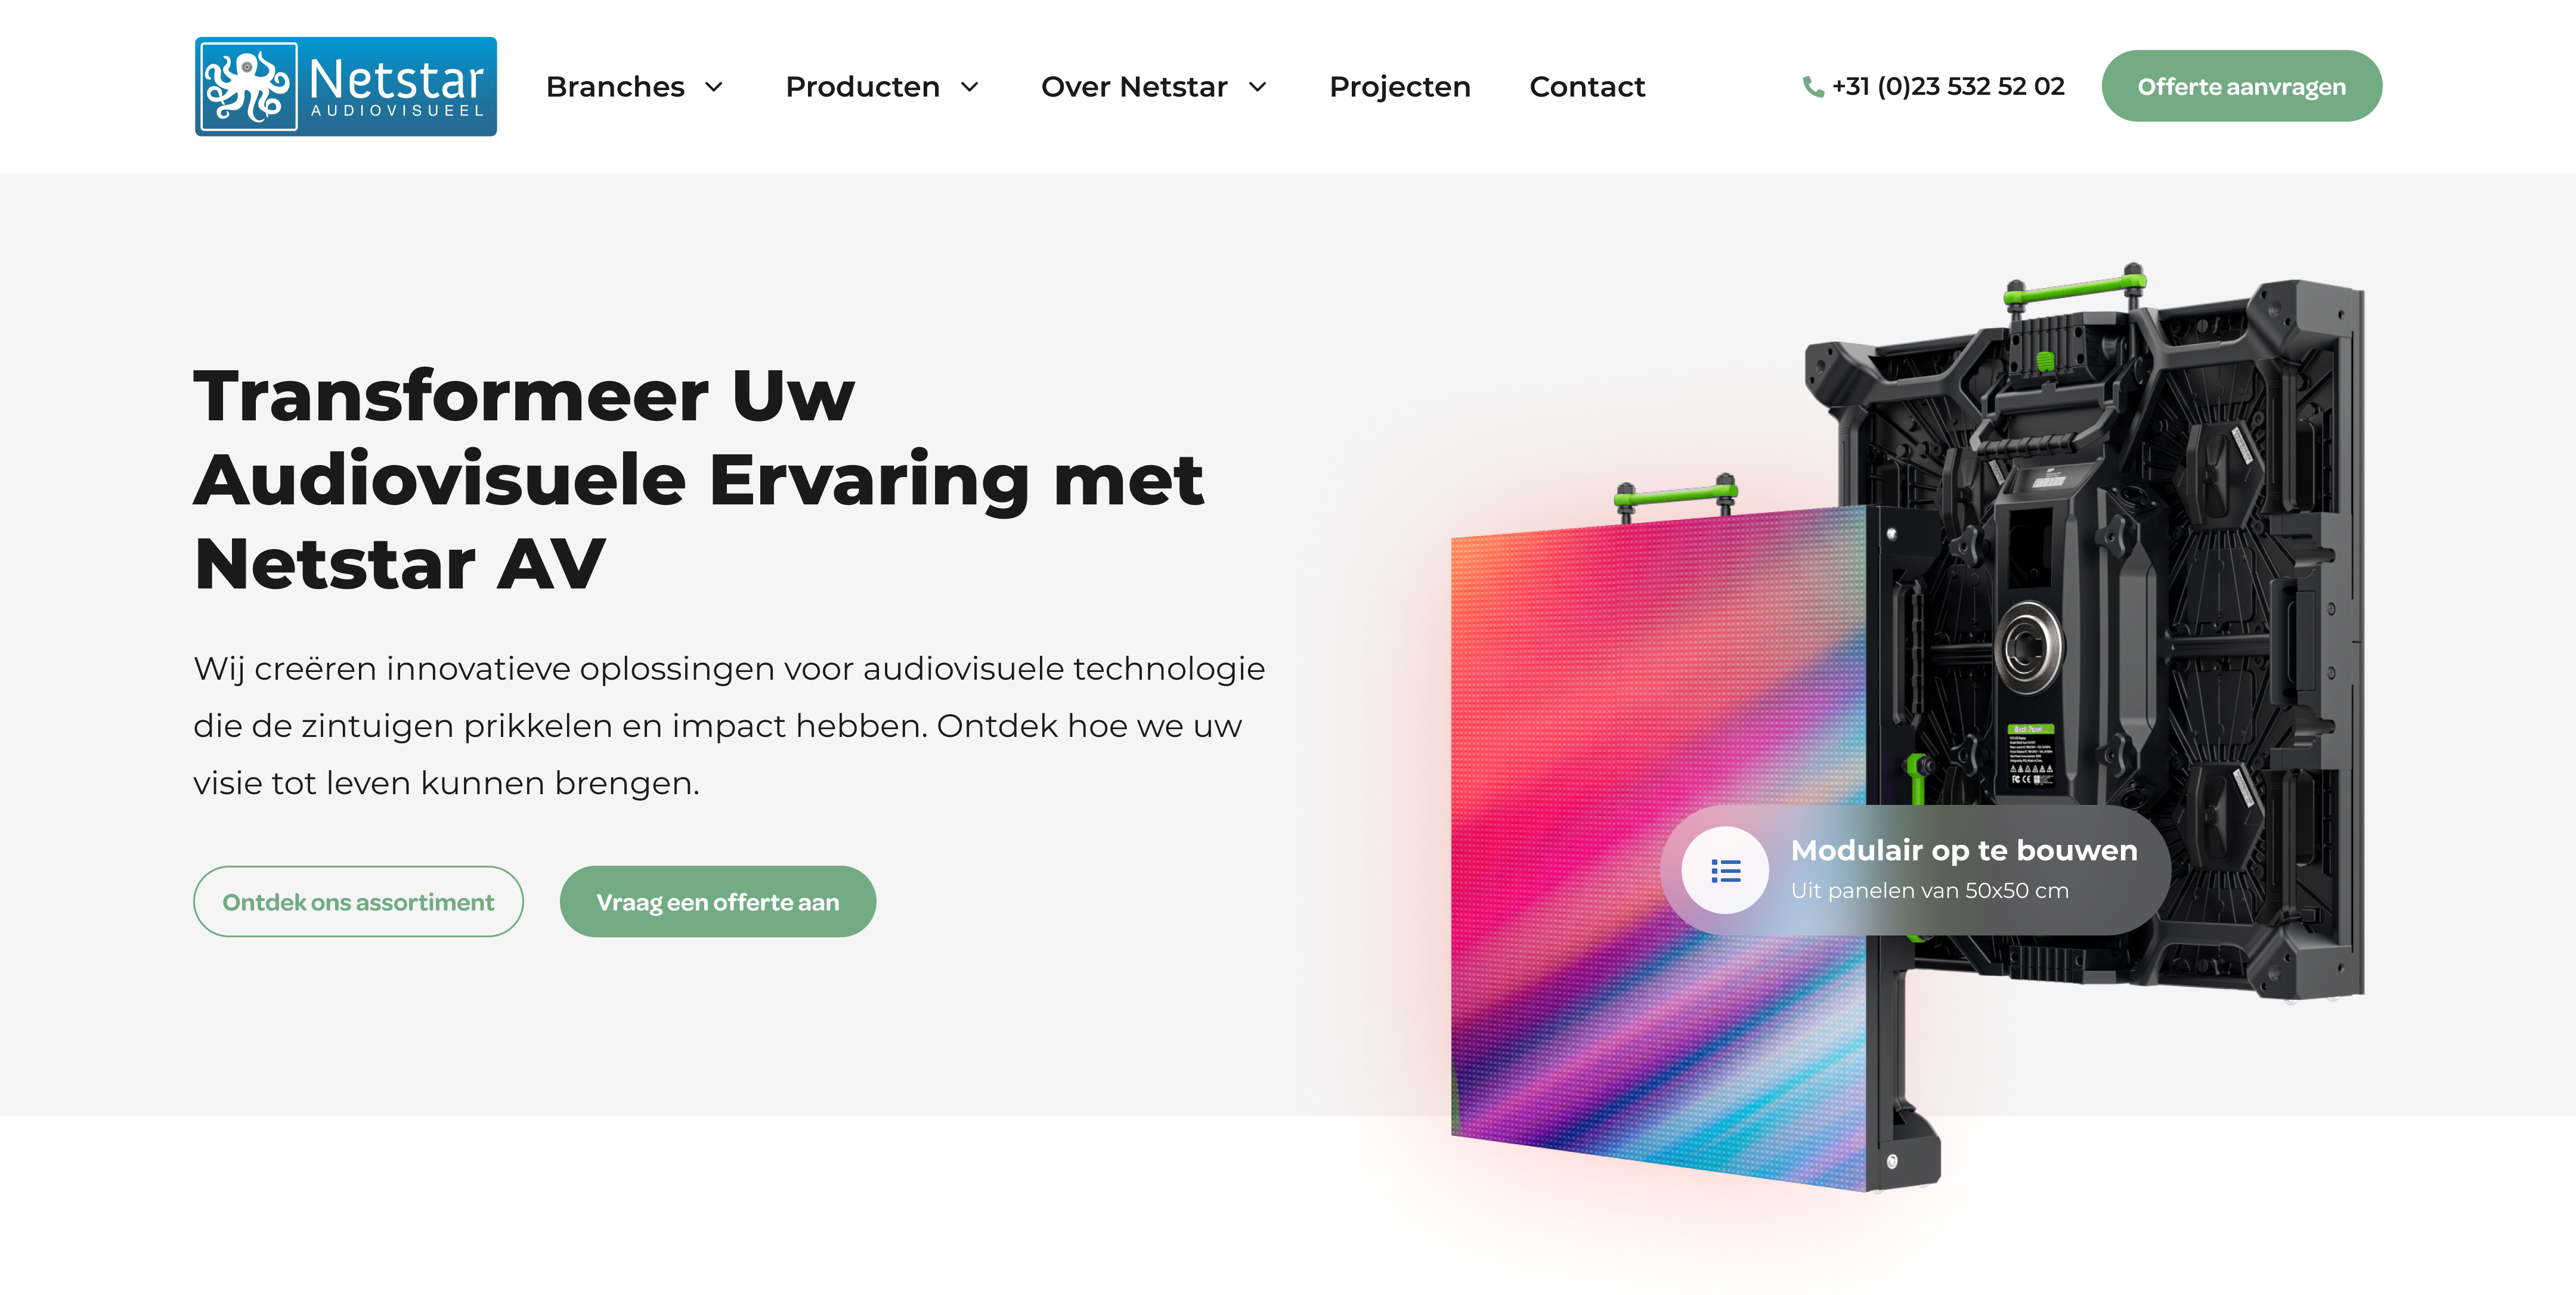 Netstar
AUDIOVISUEEL
Branches
Producten
Over Netstar
Projecten
Contact
+31 (0)23 532 52 02
Offerte aanvragen
Transformeer Uw
Audiovisuele Ervaring met
Netstar AV
Wij creëren innovatieve oplossingen voor audiovisuele technologie
die de zintuigen prikkelen en impact hebben. Ontdek hoe we uw
visie tot leven kunnen brengen.
Ontdek ons assortiment
Vraag een offerte aan
Modulair op te bouwen
Uit panelen van 50x50 cm